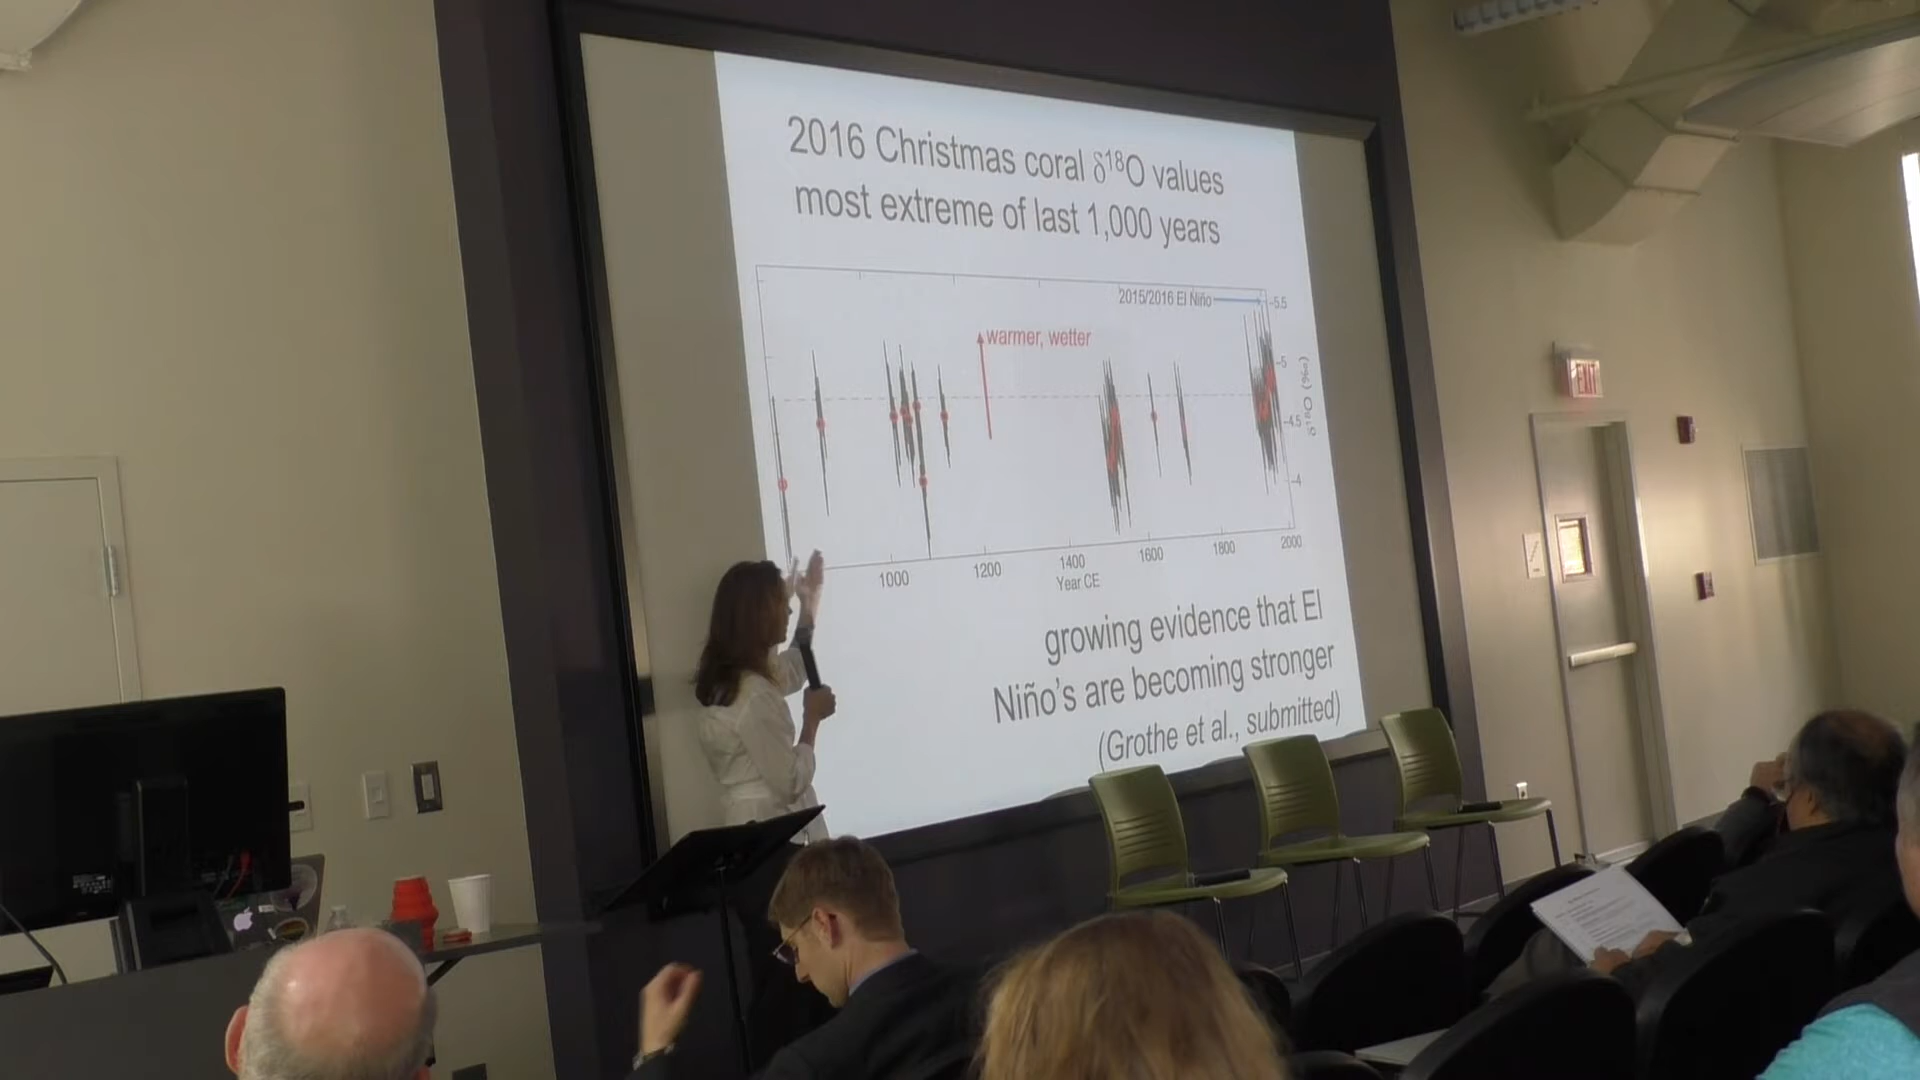 2016 Christmas coral δ¹⁸O values
most extreme of last 1,000 years
2015/2016 El Niño
-5.5
warmer, wetter
-5
-4.5
-4
δ¹⁸O (‰)
1000
1200
1400
1600
1800
2000
Year CE
growing evidence that El
Niño's are becoming stronger
(Grothe et al., submitted)
EXIT